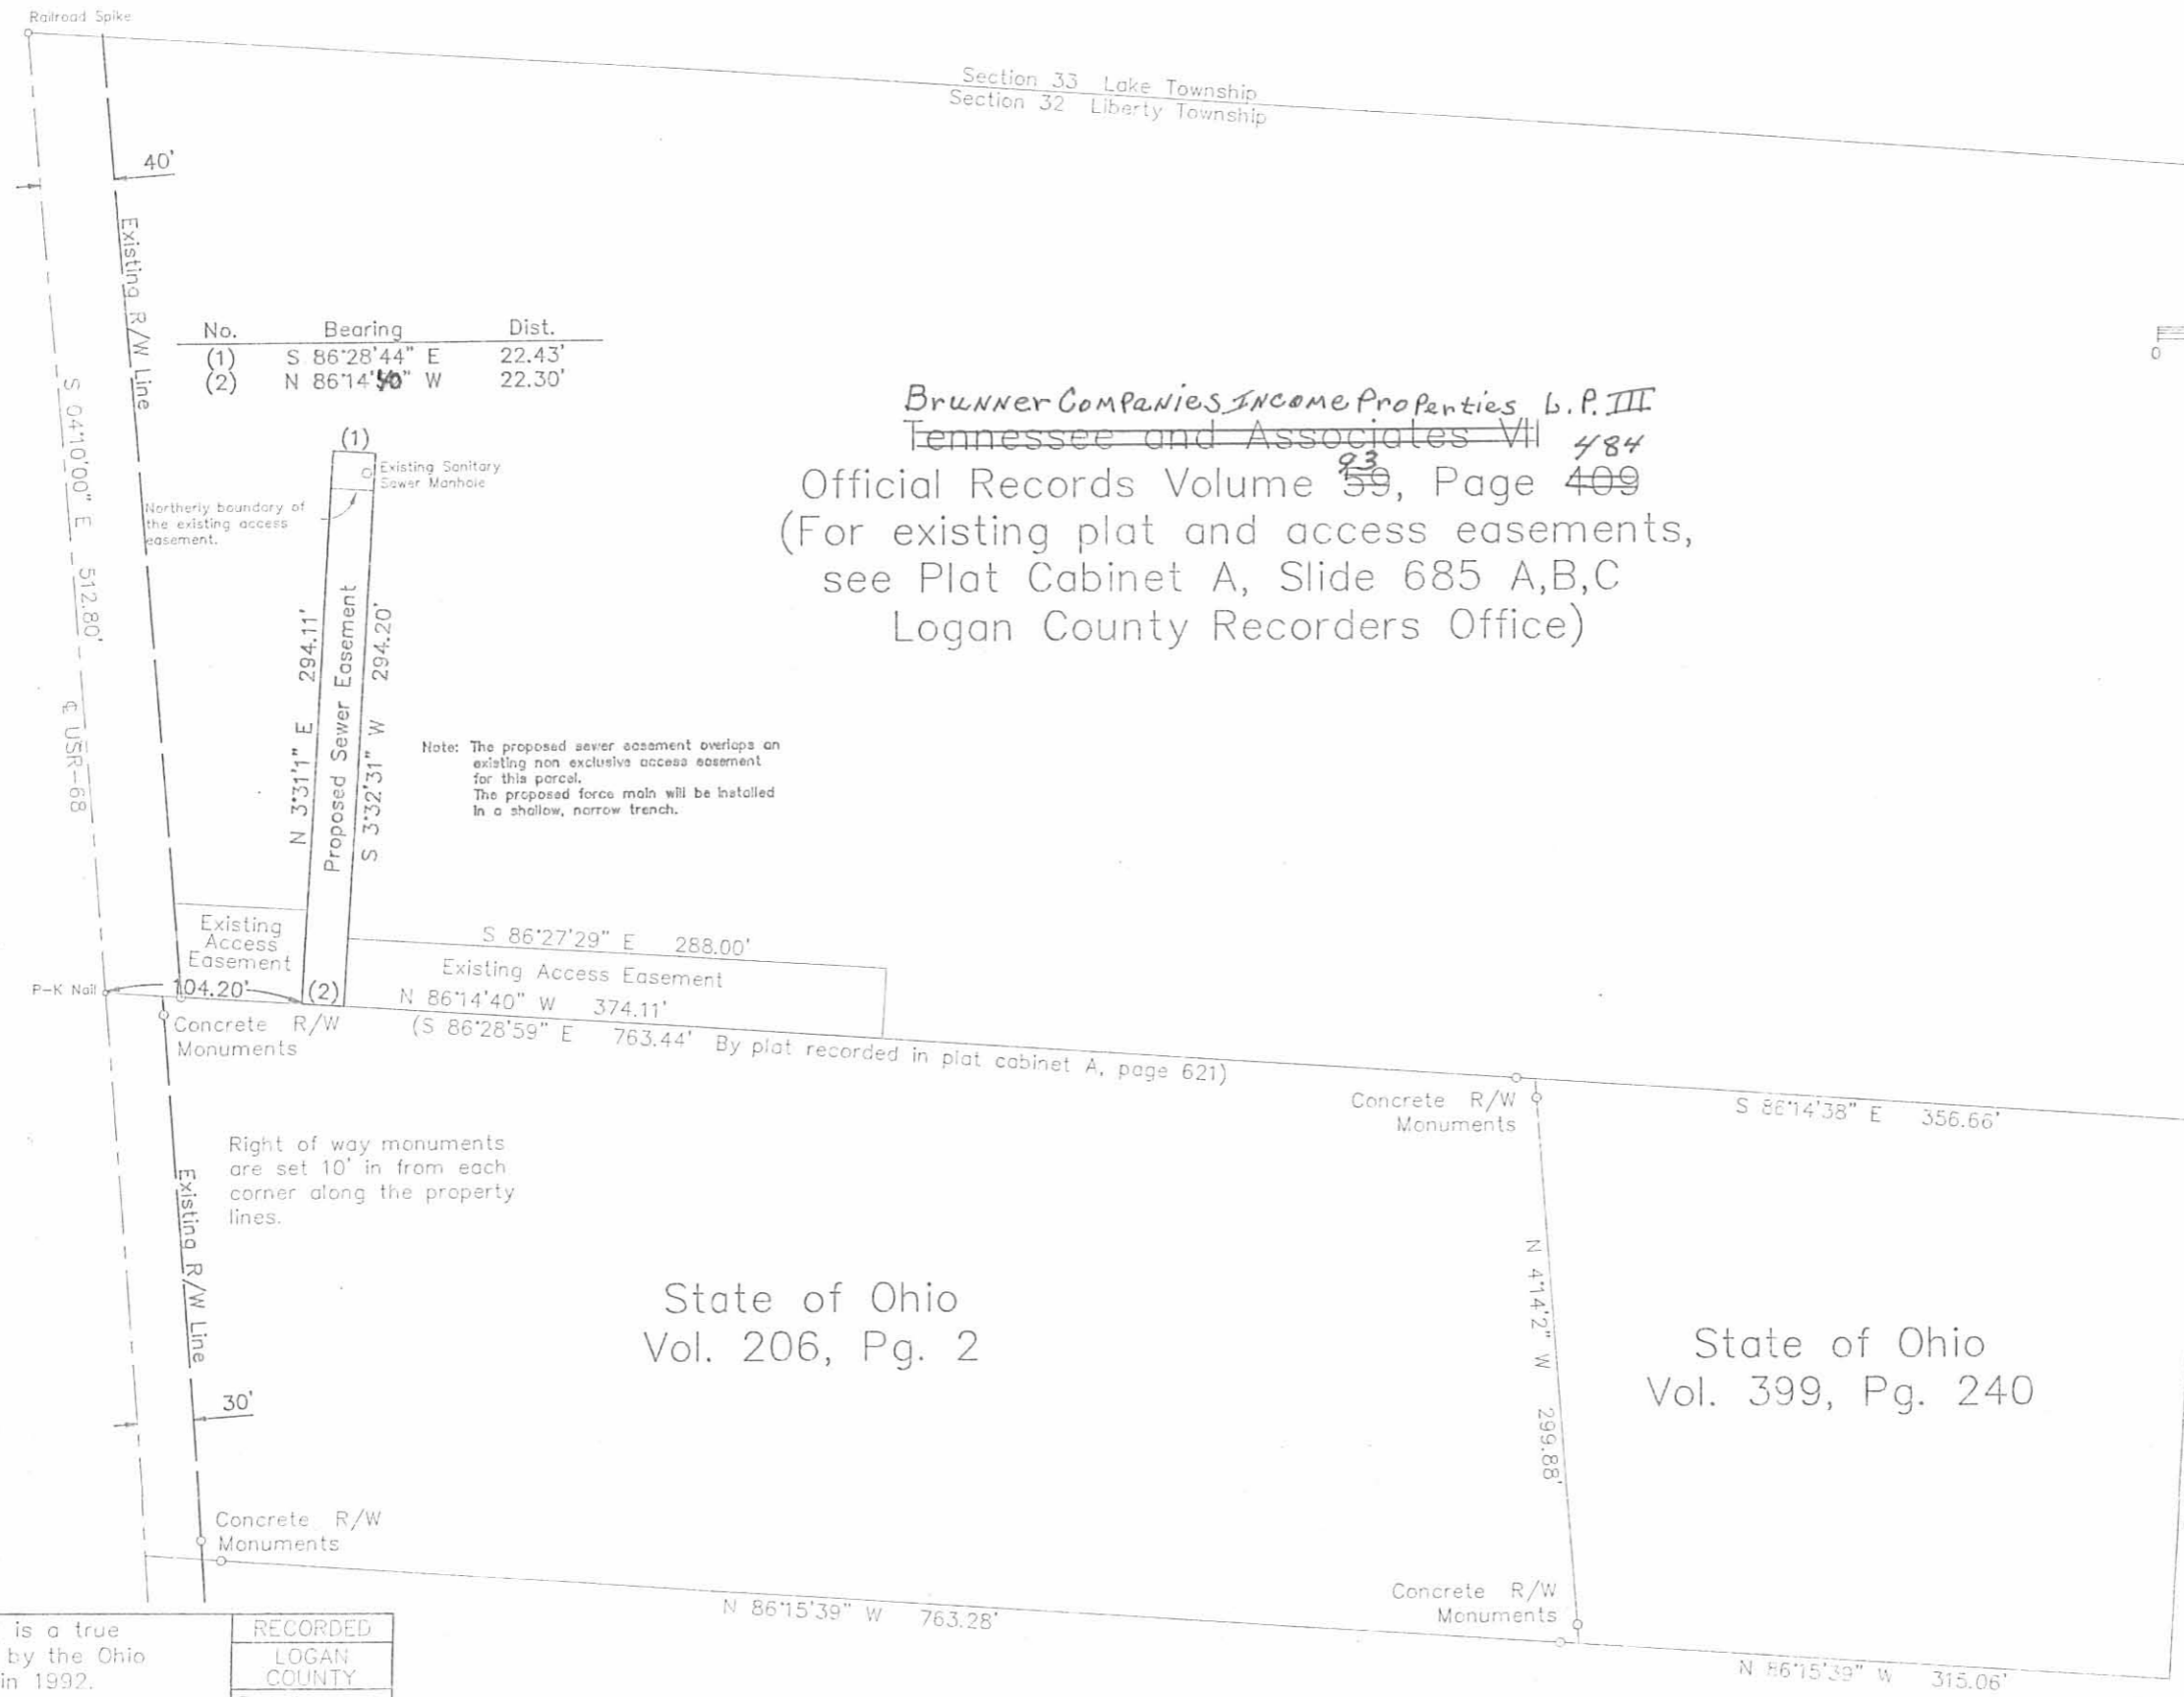 Railroad Spike
Section 33 Lake Township
Section 32 Liberty Township
40'
Existing R/W Line
S 04°10'00" E 512.80' ℄ USR-68
No. Bearing Dist.
(1) S 86°28'44" E 22.43'
(2) N 86°14'40" W 22.30'
0
Brunner Companies Income Properties, L.P. III
Tennessee and Associates VII
93 484
Official Records Volume 59, Page 409
(For existing plat and access easements,
see Plat Cabinet A, Slide 685 A,B,C
Logan County Recorders Office)
(1)
Existing Sanitary
Sewer Manhole
Northerly boundary of
the existing access
easement.
N 3°31'1" E 294.11'
Proposed Sewer Easement
S 3°32'31" W 294.20'
Note: The proposed sewer easement overlaps an
existing non exclusive access easement
for this parcel.
The proposed force main will be installed
in a shallow, narrow trench.
Existing
Access
Easement
S 86°27'29" E 288.00'
Existing Access Easement
P-K Nail
104.20'
(2)
N 86°14'40" W 374.11'
(S 86°28'59" E 763.44' By plat recorded in plat cabinet A, page 621)
Concrete R/W
Monuments
Concrete R/W
Monuments
S 86°14'38" E 356.66'
Right of way monuments
are set 10' in from each
corner along the property
lines.
Existing R/W Line
N 4°14'2" W 299.88'
State of Ohio
Vol. 206, Pg. 2
State of Ohio
Vol. 399, Pg. 240
30'
Concrete R/W
Monuments
Concrete R/W
Monuments
N 86°15'39" W 763.28'
N 86°15'39" W 315.06'
is a true
by the Ohio
in 1992.
RECORDED
LOGAN
COUNTY